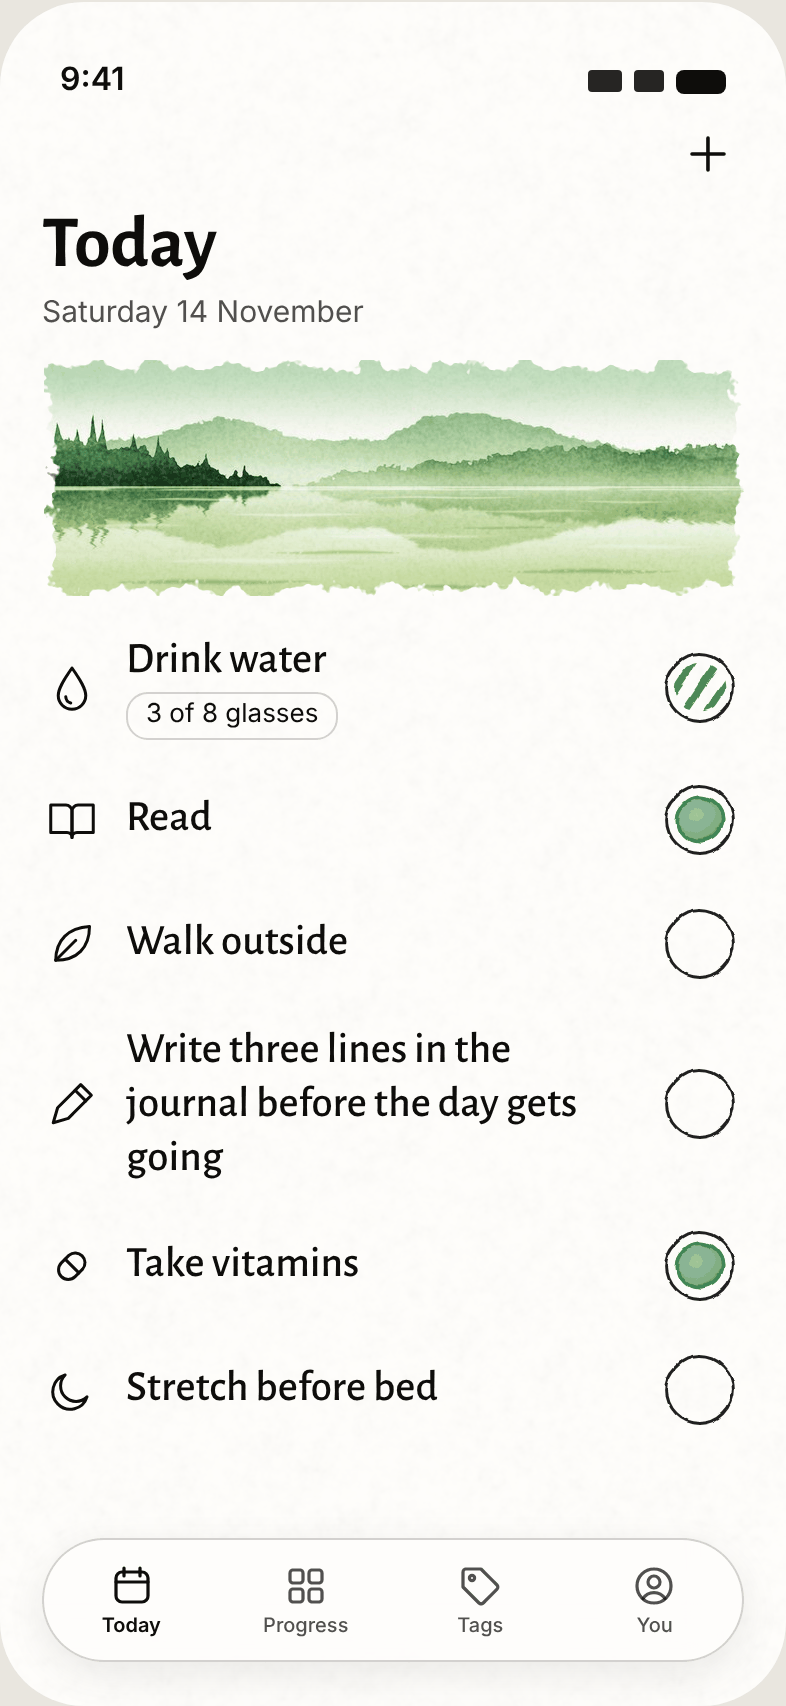 9:41
Today
Saturday 14 November
Drink water
3 of 8 glasses
Read
Walk outside
Write three lines in the
journal before the day gets
going
Take vitamins
Stretch before bed
Today
Progress
Tags
You